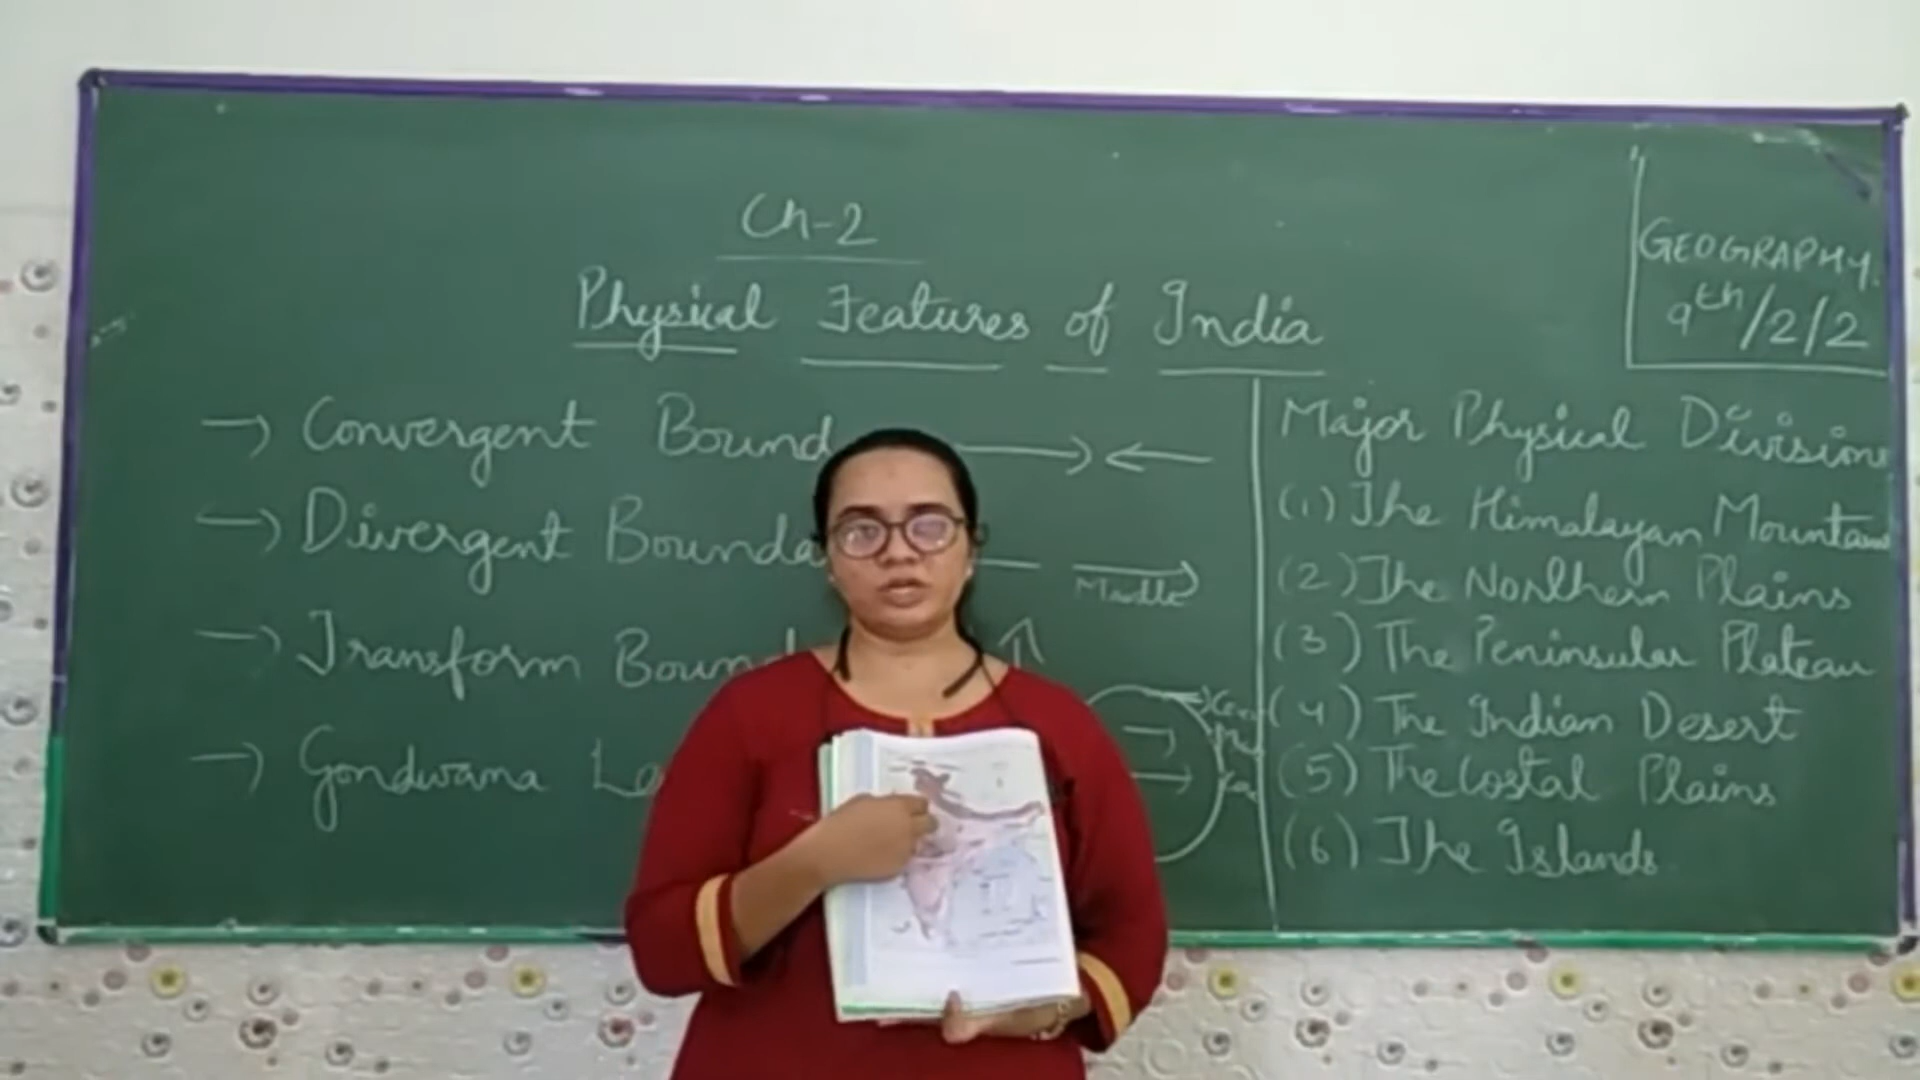 Ch-2
Physical Features of India
GEOGRAPHY.
9th/2/2
→ Convergent Bound
→ Divergent Bounda
Mantle
→ Transform Boun
→ Gondwana La
Major Physical Division
(1) The Himalayan Mountain
(2) The Northern Plains
(3) The Peninsular Plateau
(4) The Indian Desert
(5) The Costal Plains
(6) The Islands